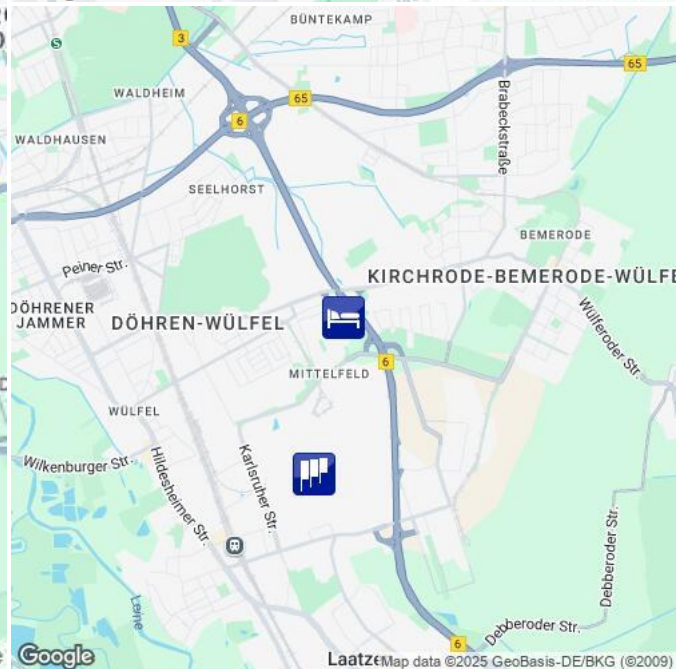 BÜNTEKAMP
3
S
65
65
WALDHEIM
6
Brabeckstraße
WALDHAUSEN
SEELHORST
BEMERODE
Peiner Str.
KIRCHRODE-BEMERODE-WÜLFE
DÖHRENER
JAMMER
DÖHREN-WÜLFEL
Wülferoder Str.
6
MITTELFELD
WÜLFEL
Wilkenburger Str.
Hildesheimer Str.
Karlsruher Str.
Debberoder Str.
Leine
Debberoder Str.
6
Google
Laatzen
Map data ©2025 GeoBasis-DE/BKG (©2009)